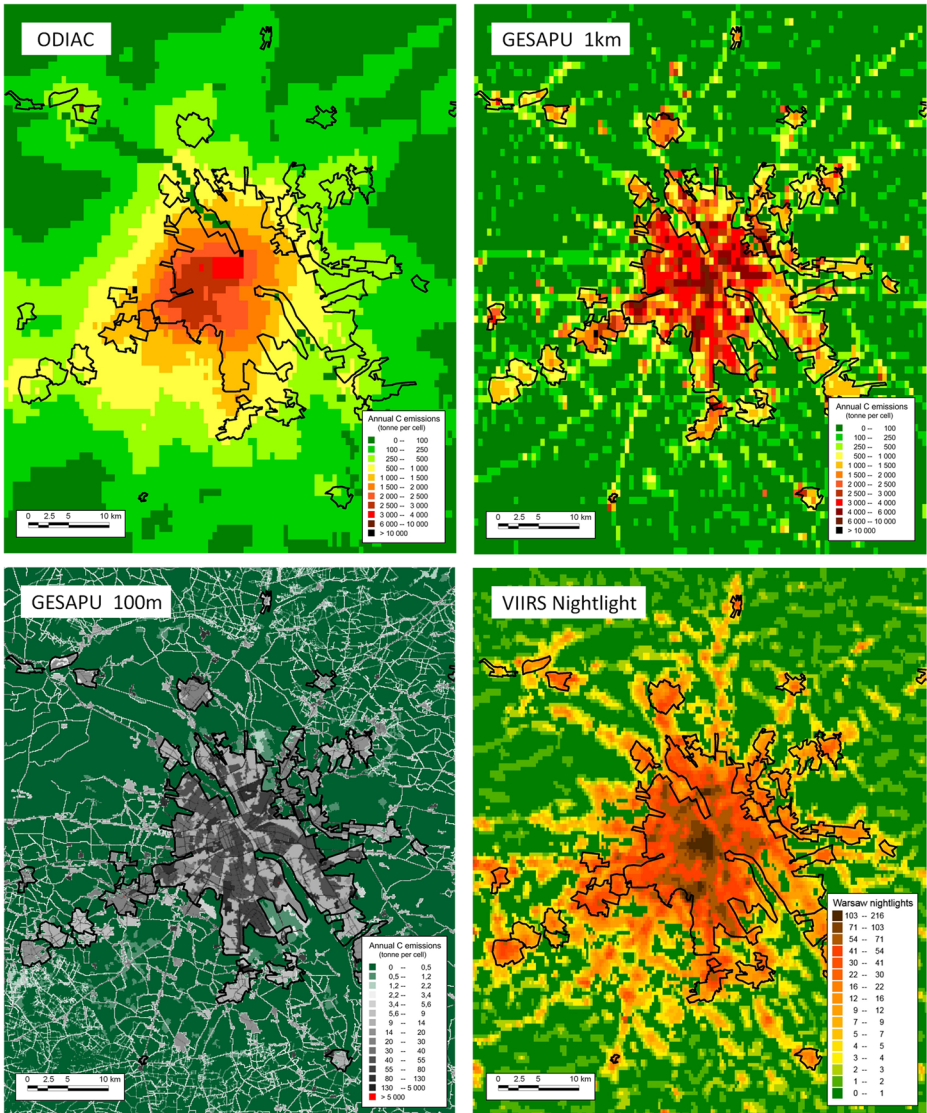 ODIAC
Annual C emissions
(tonne per cell)
0 -- 100
100 -- 250
250 -- 500
500 -- 1 000
1 000 -- 1 500
1 500 -- 2 000
2 000 -- 2 500
2 500 -- 3 000
3 000 -- 4 000
6 000 -- 10 000
> 10 000
0 2.5 5 10 km
GESAPU 1km
Annual C emissions
(tonne per cell)
0 -- 100
100 -- 250
250 -- 500
500 -- 1 000
1 000 -- 1 500
1 500 -- 2 000
2 000 -- 2 500
2 500 -- 3 000
3 000 -- 4 000
4 000 -- 6 000
6 000 -- 10 000
> 10 000
0 2.5 5 10 km
GESAPU 100m
Annual C emissions
(tonne per cell)
0 -- 0,5
0,5 -- 1,2
1,2 -- 2,2
2,2 -- 3,4
3,4 -- 5,6
5,6 -- 9
9 -- 14
14 -- 20
20 -- 30
30 -- 40
40 -- 55
55 -- 80
80 -- 130
130 -- 5 000
> 5 000
0 2.5 5 10 km
VIIRS Nightlight
Warsaw nightlights
103 -- 216
71 -- 103
54 -- 71
41 -- 54
30 -- 41
22 -- 30
16 -- 22
12 -- 16
9 -- 12
7 -- 9
5 -- 7
4 -- 5
3 -- 4
2 -- 3
1 -- 2
0 -- 1
0 2.5 5 10 km